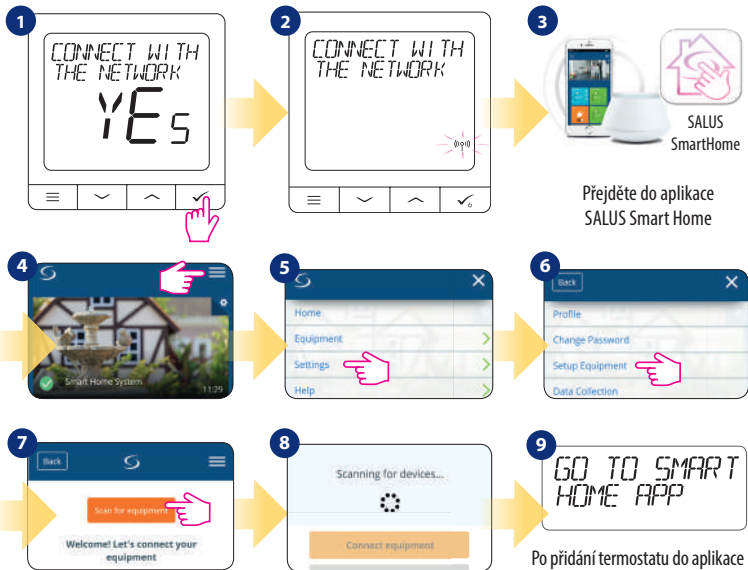 1
CONNECT WITH
THE NETWORK
YES
2
CONNECT WITH
THE NETWORK
3
SALUS
SmartHome
Přejděte do aplikace
SALUS Smart Home
4
Smart Home System
11:29
5
Home
Equipment
Settings
Help
6
Back
Profile
Change Password
Setup Equipment
Data Collection
7
Back
Scan for equipment
Welcome! Let's connect your
equipment
8
Scanning for devices...
Connect equipment
9
GO TO SMART
HOME APP
Po přidání termostatu do aplikace